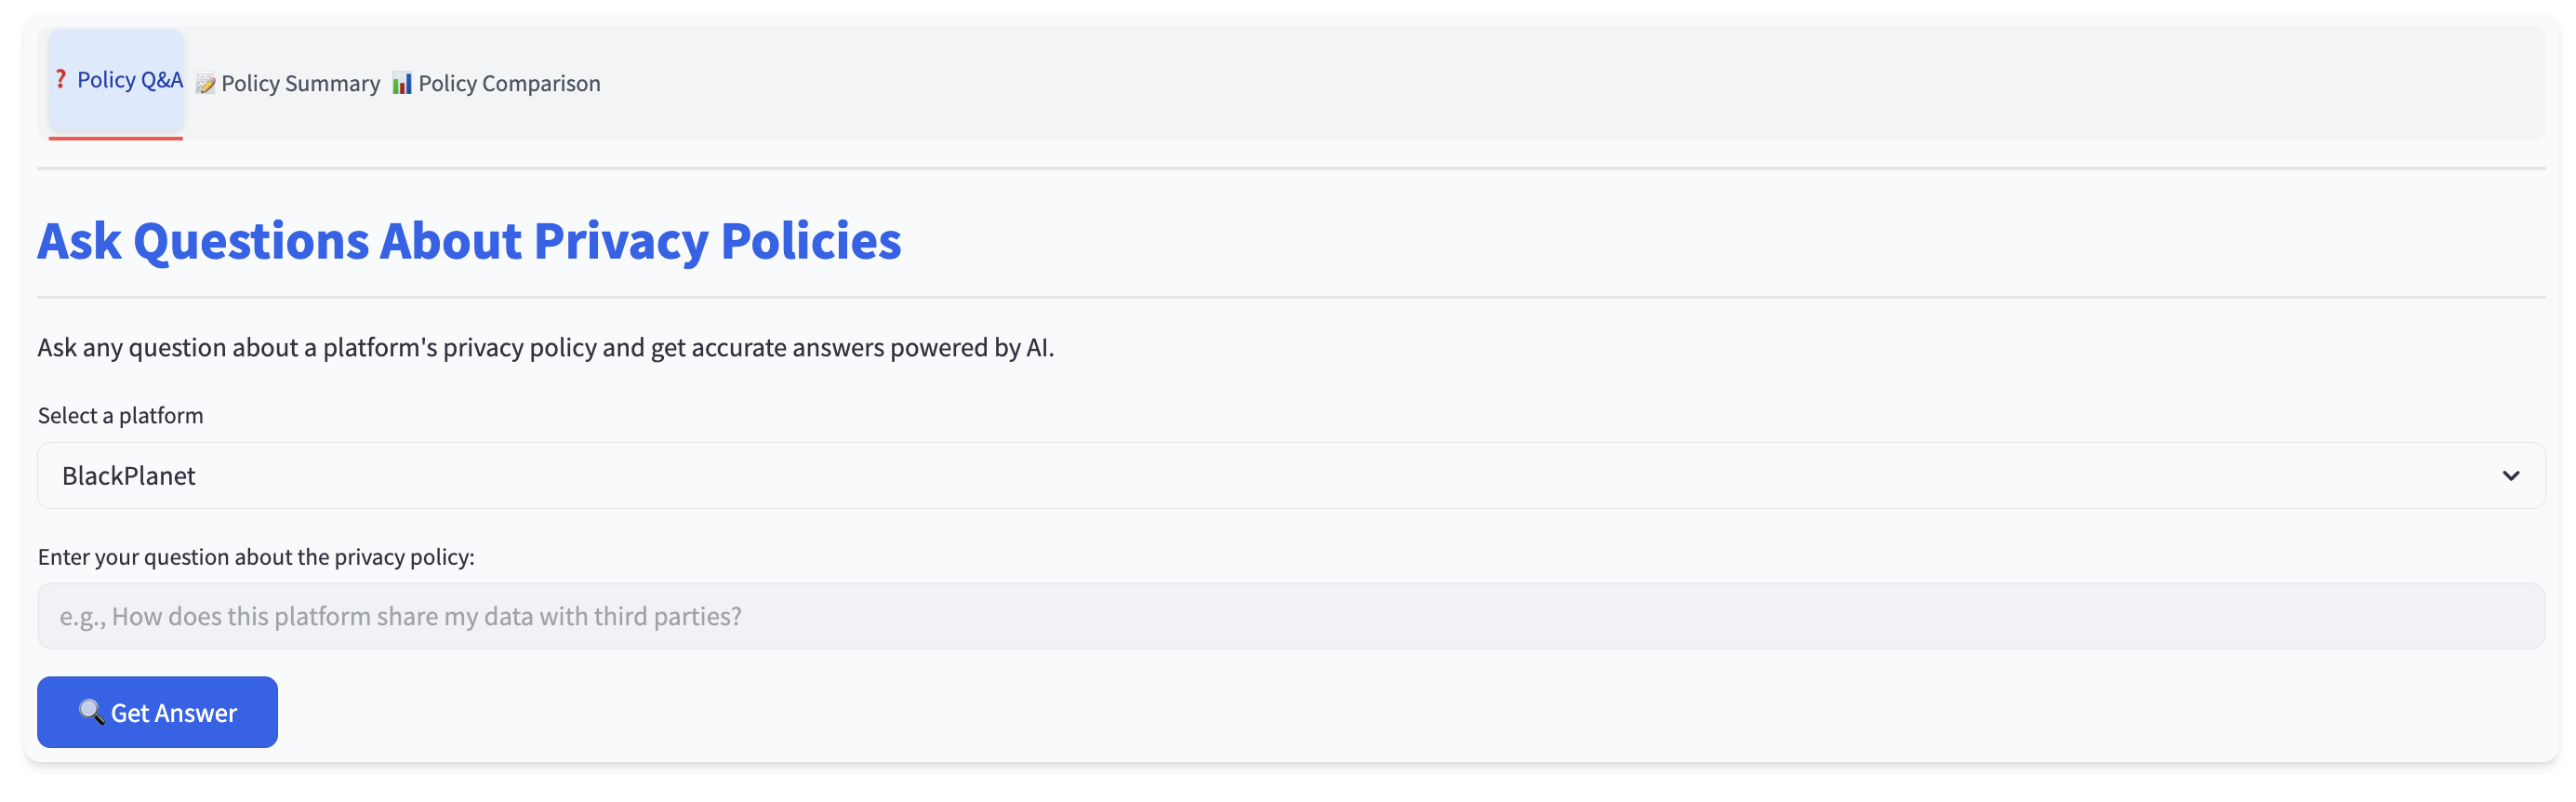 ❓ Policy Q&A 📝 Policy Summary 📊 Policy Comparison
Ask Questions About Privacy Policies
Ask any question about a platform's privacy policy and get accurate answers powered by AI.
Select a platform
BlackPlanet
Enter your question about the privacy policy:
e.g., How does this platform share my data with third parties?
🔍 Get Answer